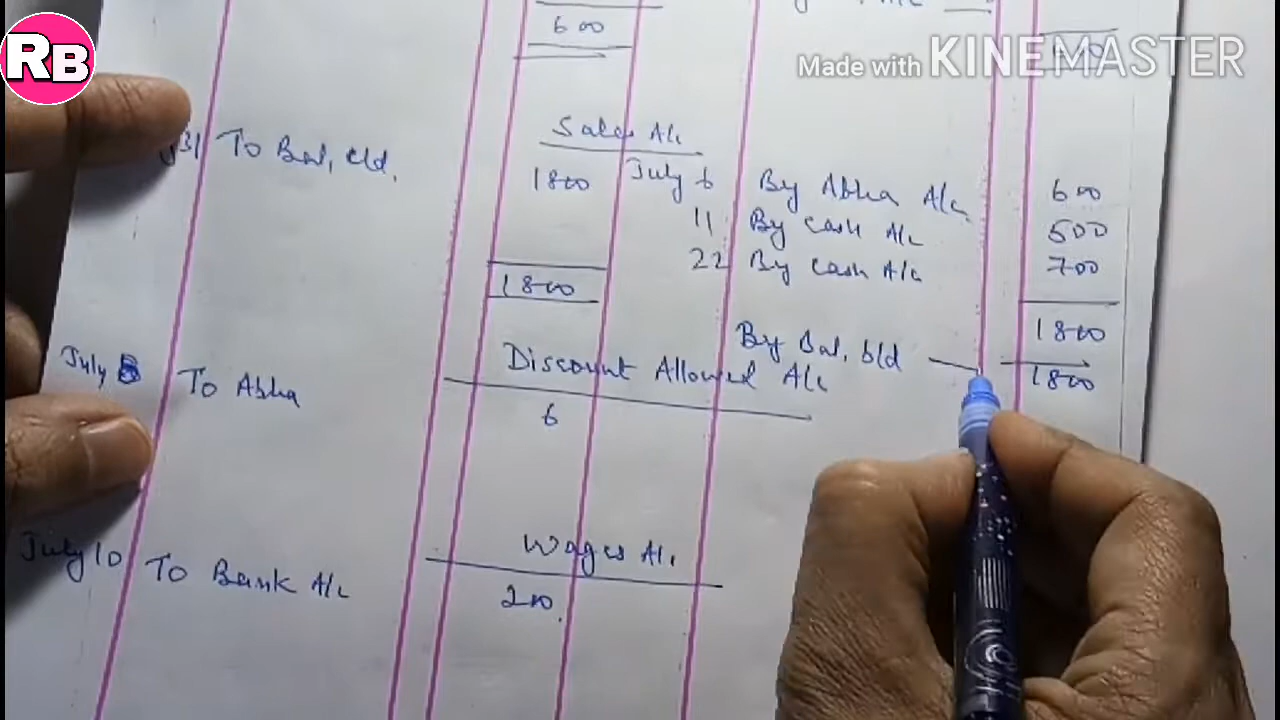 RB
Made with KINEMASTER
600
Sales A/c
31 To Bal, c/d. 1800 July 6 By Abha A/c 600
11 By cash A/c 500
22 By cash A/c 700
1800 1800
By Bal, b/d 1800
Discount Allowed A/c
July 8 To Abha 6
Wages A/c
July 10 To Bank A/c 200